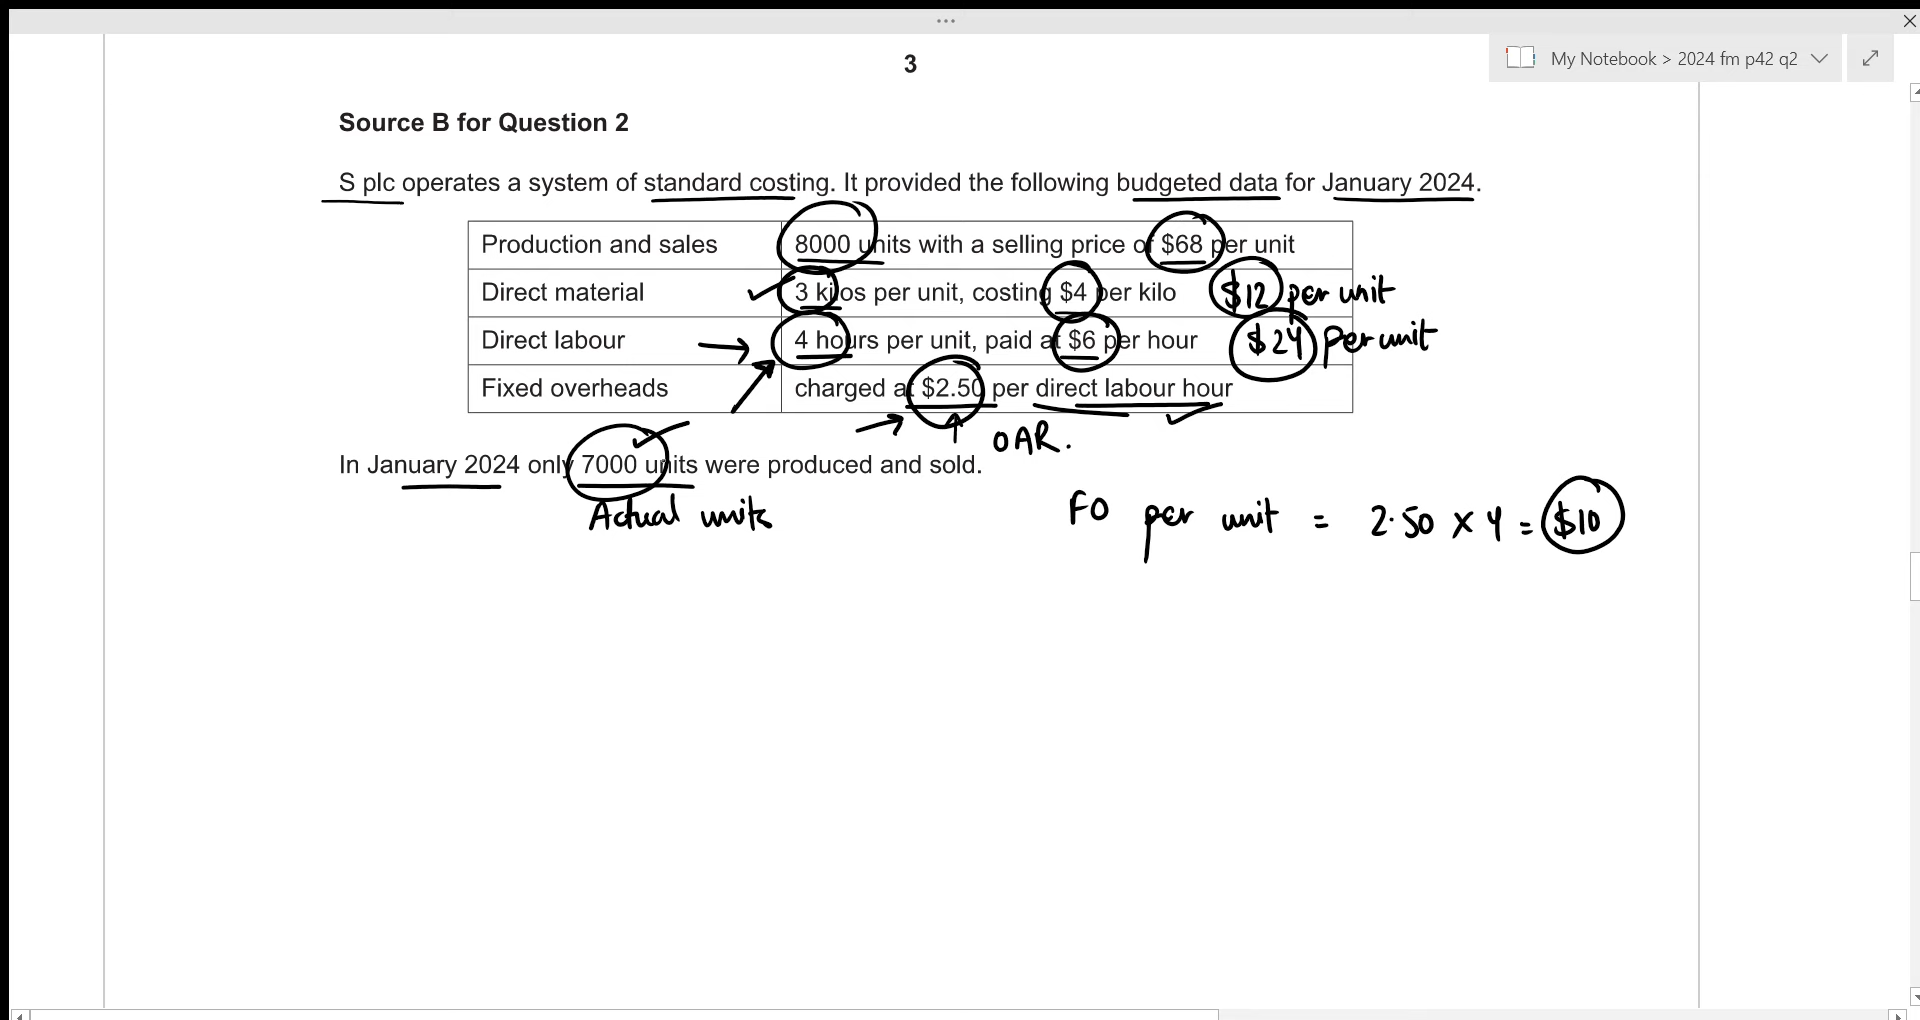 3
My Notebook > 2024 fm p42 q2
Source B for Question 2
S plc operates a system of standard costing. It provided the following budgeted data for January 2024.
Production and sales 8000 units with a selling price of $68 per unit
Direct material 3 kilos per unit, costing $4 per kilo $12 per unit
Direct labour 4 hours per unit, paid at $6 per hour $24 per unit
Fixed overheads charged at $2.50 per direct labour hour
OAR.
In January 2024 only 7000 units were produced and sold.
Actual units
FO per unit = 2.50 x 4 = $10